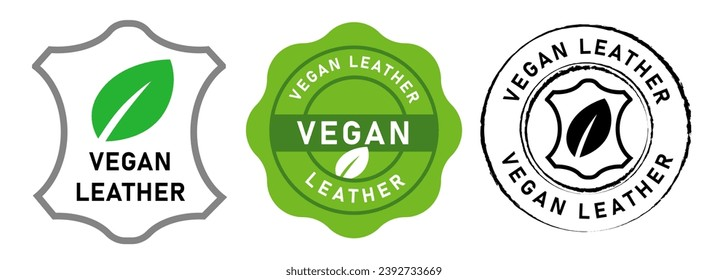 VEGAN
LEATHER
VEGAN LEATHER
VEGAN
LEATHER
VEGAN LEATHER
VEGAN LEATHER
shutterstock.com · 2392733669